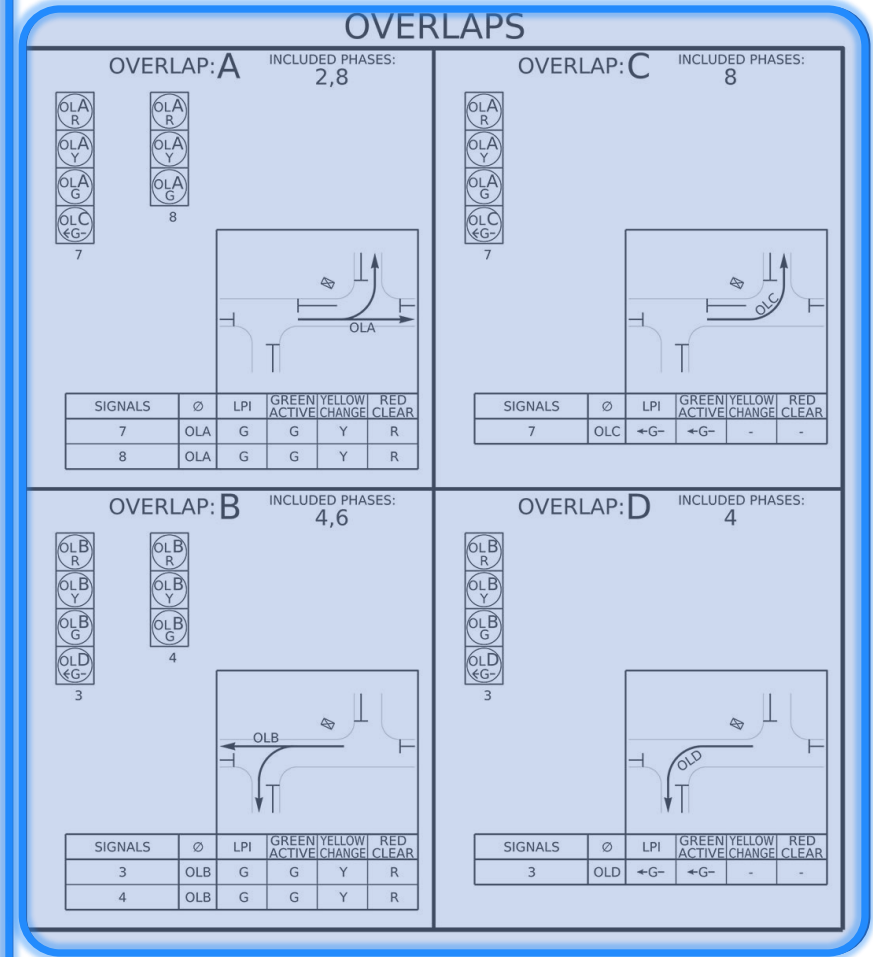 OVERLAPS
OVERLAP: A
INCLUDED PHASES:
2,8
OLA
R
OLA
Y
OLA
G
OLC
←G-
7
OLA
R
OLA
Y
OLA
G
8
OLA
SIGNALS Ø LPI GREEN ACTIVE YELLOW CHANGE RED CLEAR
7 OLA G G Y R
8 OLA G G Y R
OVERLAP: C
INCLUDED PHASES:
8
OLA
R
OLA
Y
OLA
G
OLC
←G-
7
OLC
SIGNALS Ø LPI GREEN ACTIVE YELLOW CHANGE RED CLEAR
7 OLC ←G- ←G- - -
OVERLAP: B
INCLUDED PHASES:
4,6
OLB
R
OLB
Y
OLB
G
OLD
←G-
3
OLB
R
OLB
Y
OLB
G
4
OLB
SIGNALS Ø LPI GREEN ACTIVE YELLOW CHANGE RED CLEAR
3 OLB G G Y R
4 OLB G G Y R
OVERLAP: D
INCLUDED PHASES:
4
OLB
R
OLB
Y
OLB
G
OLD
←G-
3
OLD
SIGNALS Ø LPI GREEN ACTIVE YELLOW CHANGE RED CLEAR
3 OLD ←G- ←G- - -